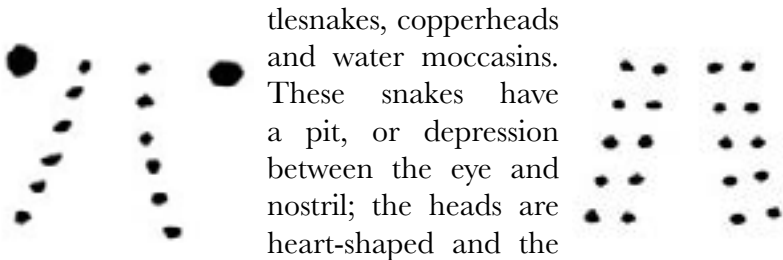 tlesnakes, copperheads
and water moccasins.
These snakes have
a pit, or depression
between the eye and
nostril; the heads are
heart-shaped and the